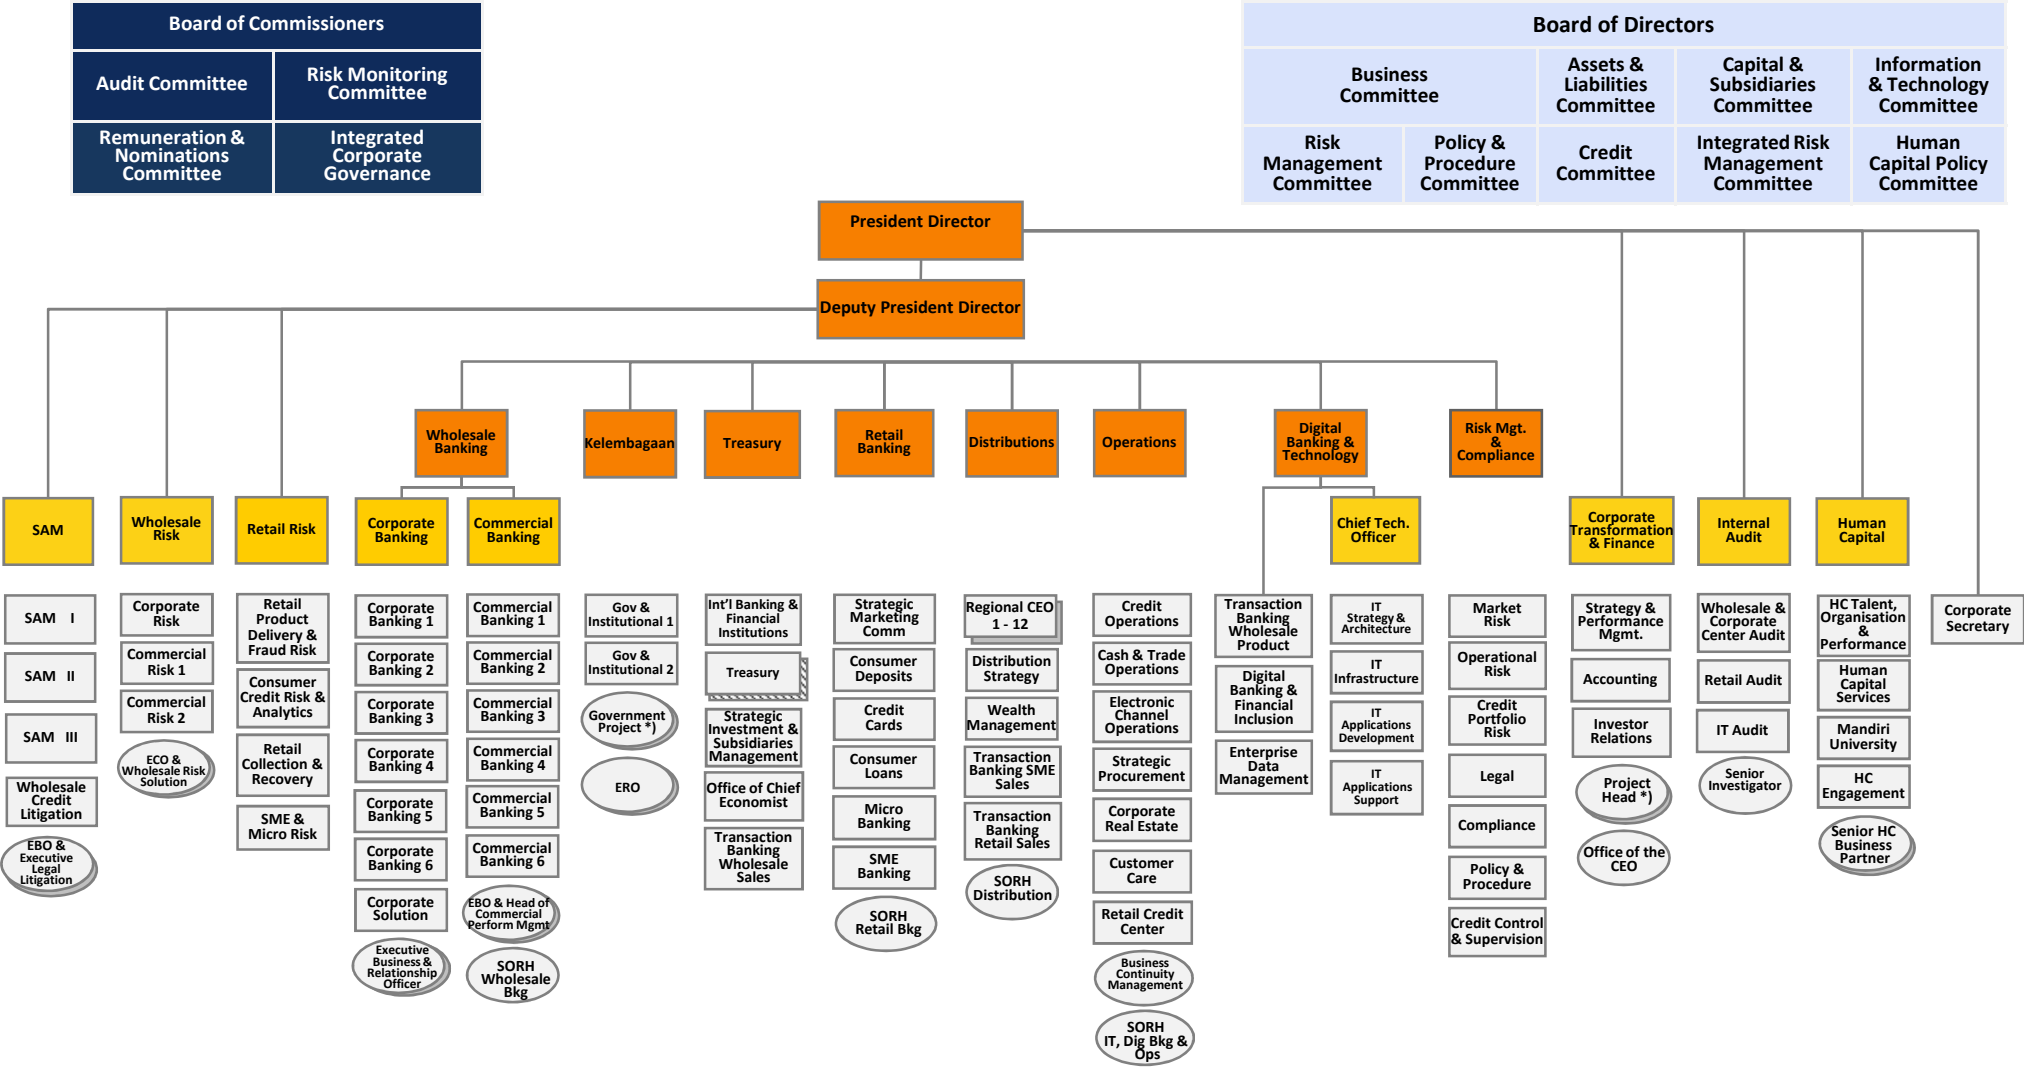 Board of Commissioners
Audit Committee
Risk Monitoring
Committee
Remuneration &
Nominations
Committee
Integrated
Corporate
Governance
Board of Directors
Business
Committee
Assets &
Liabilities
Committee
Capital &
Subsidiaries
Committee
Information
& Technology
Committee
Risk
Management
Committee
Policy &
Procedure
Committee
Credit
Committee
Integrated Risk
Management
Committee
Human
Capital Policy
Committee
President Director
Deputy President Director
Wholesale
Banking
Kelembagaan
Treasury
Retail
Banking
Distributions
Operations
Digital
Banking &
Technology
Risk Mgt.
&
Compliance
SAM
Wholesale
Risk
Retail Risk
Corporate
Banking
Commercial
Banking
Chief Tech.
Officer
Corporate
Transformation
& Finance
Internal
Audit
Human
Capital
SAM I
SAM II
SAM III
Wholesale
Credit
Litigation
EBO &
Executive
Legal
Litigation
Corporate
Risk
Commercial
Risk 1
Commercial
Risk 2
ECO &
Wholesale Risk
Solution
Retail
Product
Delivery &
Fraud Risk
Consumer
Credit Risk &
Analytics
Retail
Collection &
Recovery
SME &
Micro Risk
Corporate
Banking 1
Corporate
Banking 2
Corporate
Banking 3
Corporate
Banking 4
Corporate
Banking 5
Corporate
Banking 6
Corporate
Solution
Executive
Business &
Relationship
Officer
Commercial
Banking 1
Commercial
Banking 2
Commercial
Banking 3
Commercial
Banking 4
Commercial
Banking 5
Commercial
Banking 6
EBO & Head of
Commercial
Perform Mgmt
SORH
Wholesale
Bkg
Gov &
Institutional 1
Gov &
Institutional 2
Government
Project *)
ERO
Int'l Banking &
Financial
Institutions
Treasury
Strategic
Investment &
Subsidiaries
Management
Office of Chief
Economist
Transaction
Banking
Wholesale
Sales
Strategic
Marketing
Comm
Consumer
Deposits
Credit
Cards
Consumer
Loans
Micro
Banking
SME
Banking
SORH
Retail Bkg
Regional CEO
1 - 12
Distribution
Strategy
Wealth
Management
Transaction
Banking SME
Sales
Transaction
Banking
Retail Sales
SORH
Distribution
Credit
Operations
Cash & Trade
Operations
Electronic
Channel
Operations
Strategic
Procurement
Corporate
Real Estate
Customer
Care
Retail Credit
Center
Business
Continuity
Management
SORH
IT, Dig Bkg &
Ops
Transaction
Banking
Wholesale
Product
Digital
Banking &
Financial
Inclusion
Enterprise
Data
Management
IT
Strategy &
Architecture
IT
Infrastructure
IT
Applications
Development
IT
Applications
Support
Market
Risk
Operational
Risk
Credit
Portfolio
Risk
Legal
Compliance
Policy &
Procedure
Credit Control
& Supervision
Strategy &
Performance
Mgmt.
Accounting
Investor
Relations
Project
Head *)
Office of the
CEO
Wholesale &
Corporate
Center Audit
Retail Audit
IT Audit
Senior
Investigator
HC Talent,
Organisation
&
Performance
Human
Capital
Services
Mandiri
University
HC
Engagement
Senior HC
Business
Partner
Corporate
Secretary